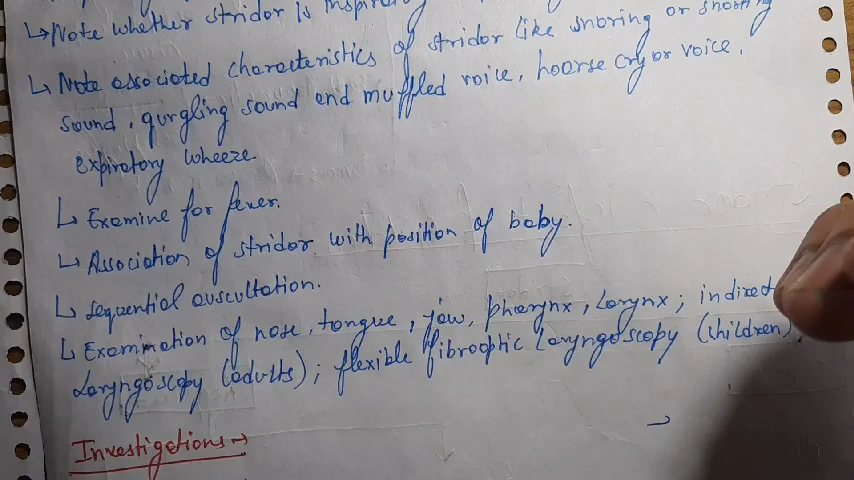 ↳ Note whether stridor is inspiratory
↳ Note associated characteristics of stridor like snoring or snorting
sound, gurgling sound and muffled voice, hoarse cry or voice,
expiratory wheeze
↳ Examine for fever.
↳ Association of stridor with position of baby.
↳ Sequential auscultation.
↳ Examination of nose, tongue, jaw, pharynx, Larynx; indirect
Laryngoscopy (adults); flexible fibrooptic Laryngoscopy (children).
→
Investigations →